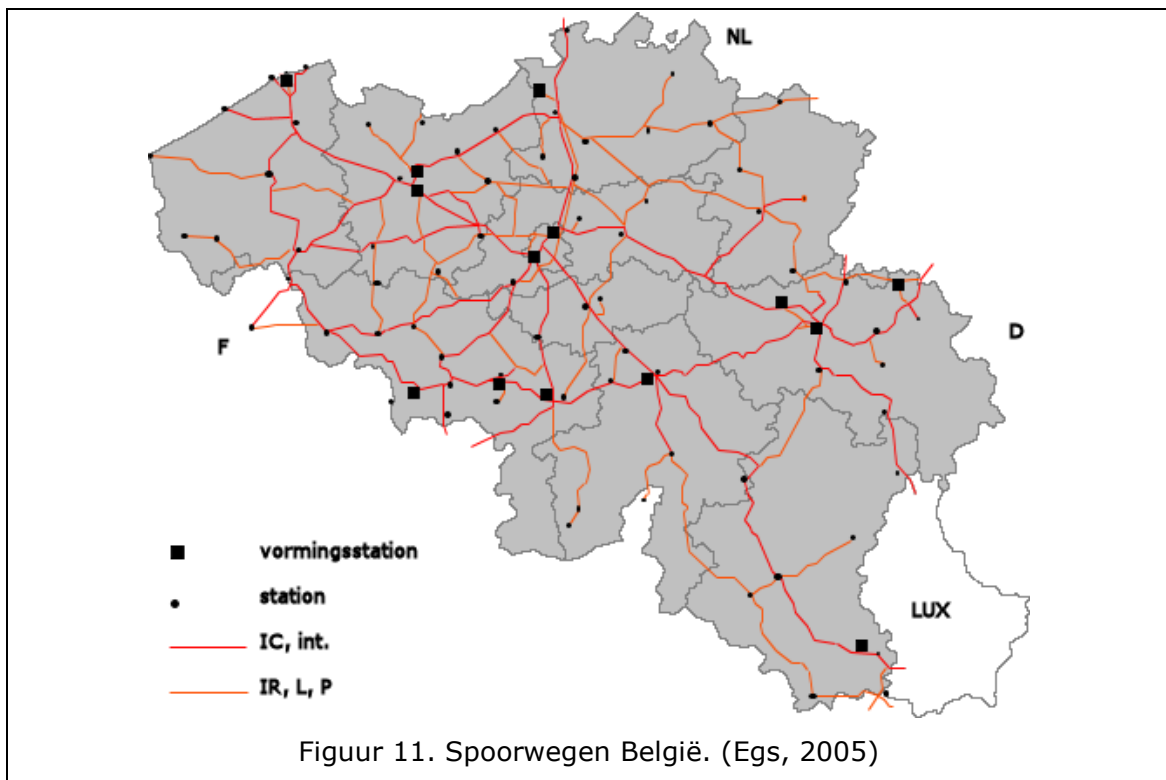 NL
F
D
vormingsstation
station
LUX
IC, int.
IR, L, P
Figuur 11. Spoorwegen België. (Egs, 2005)